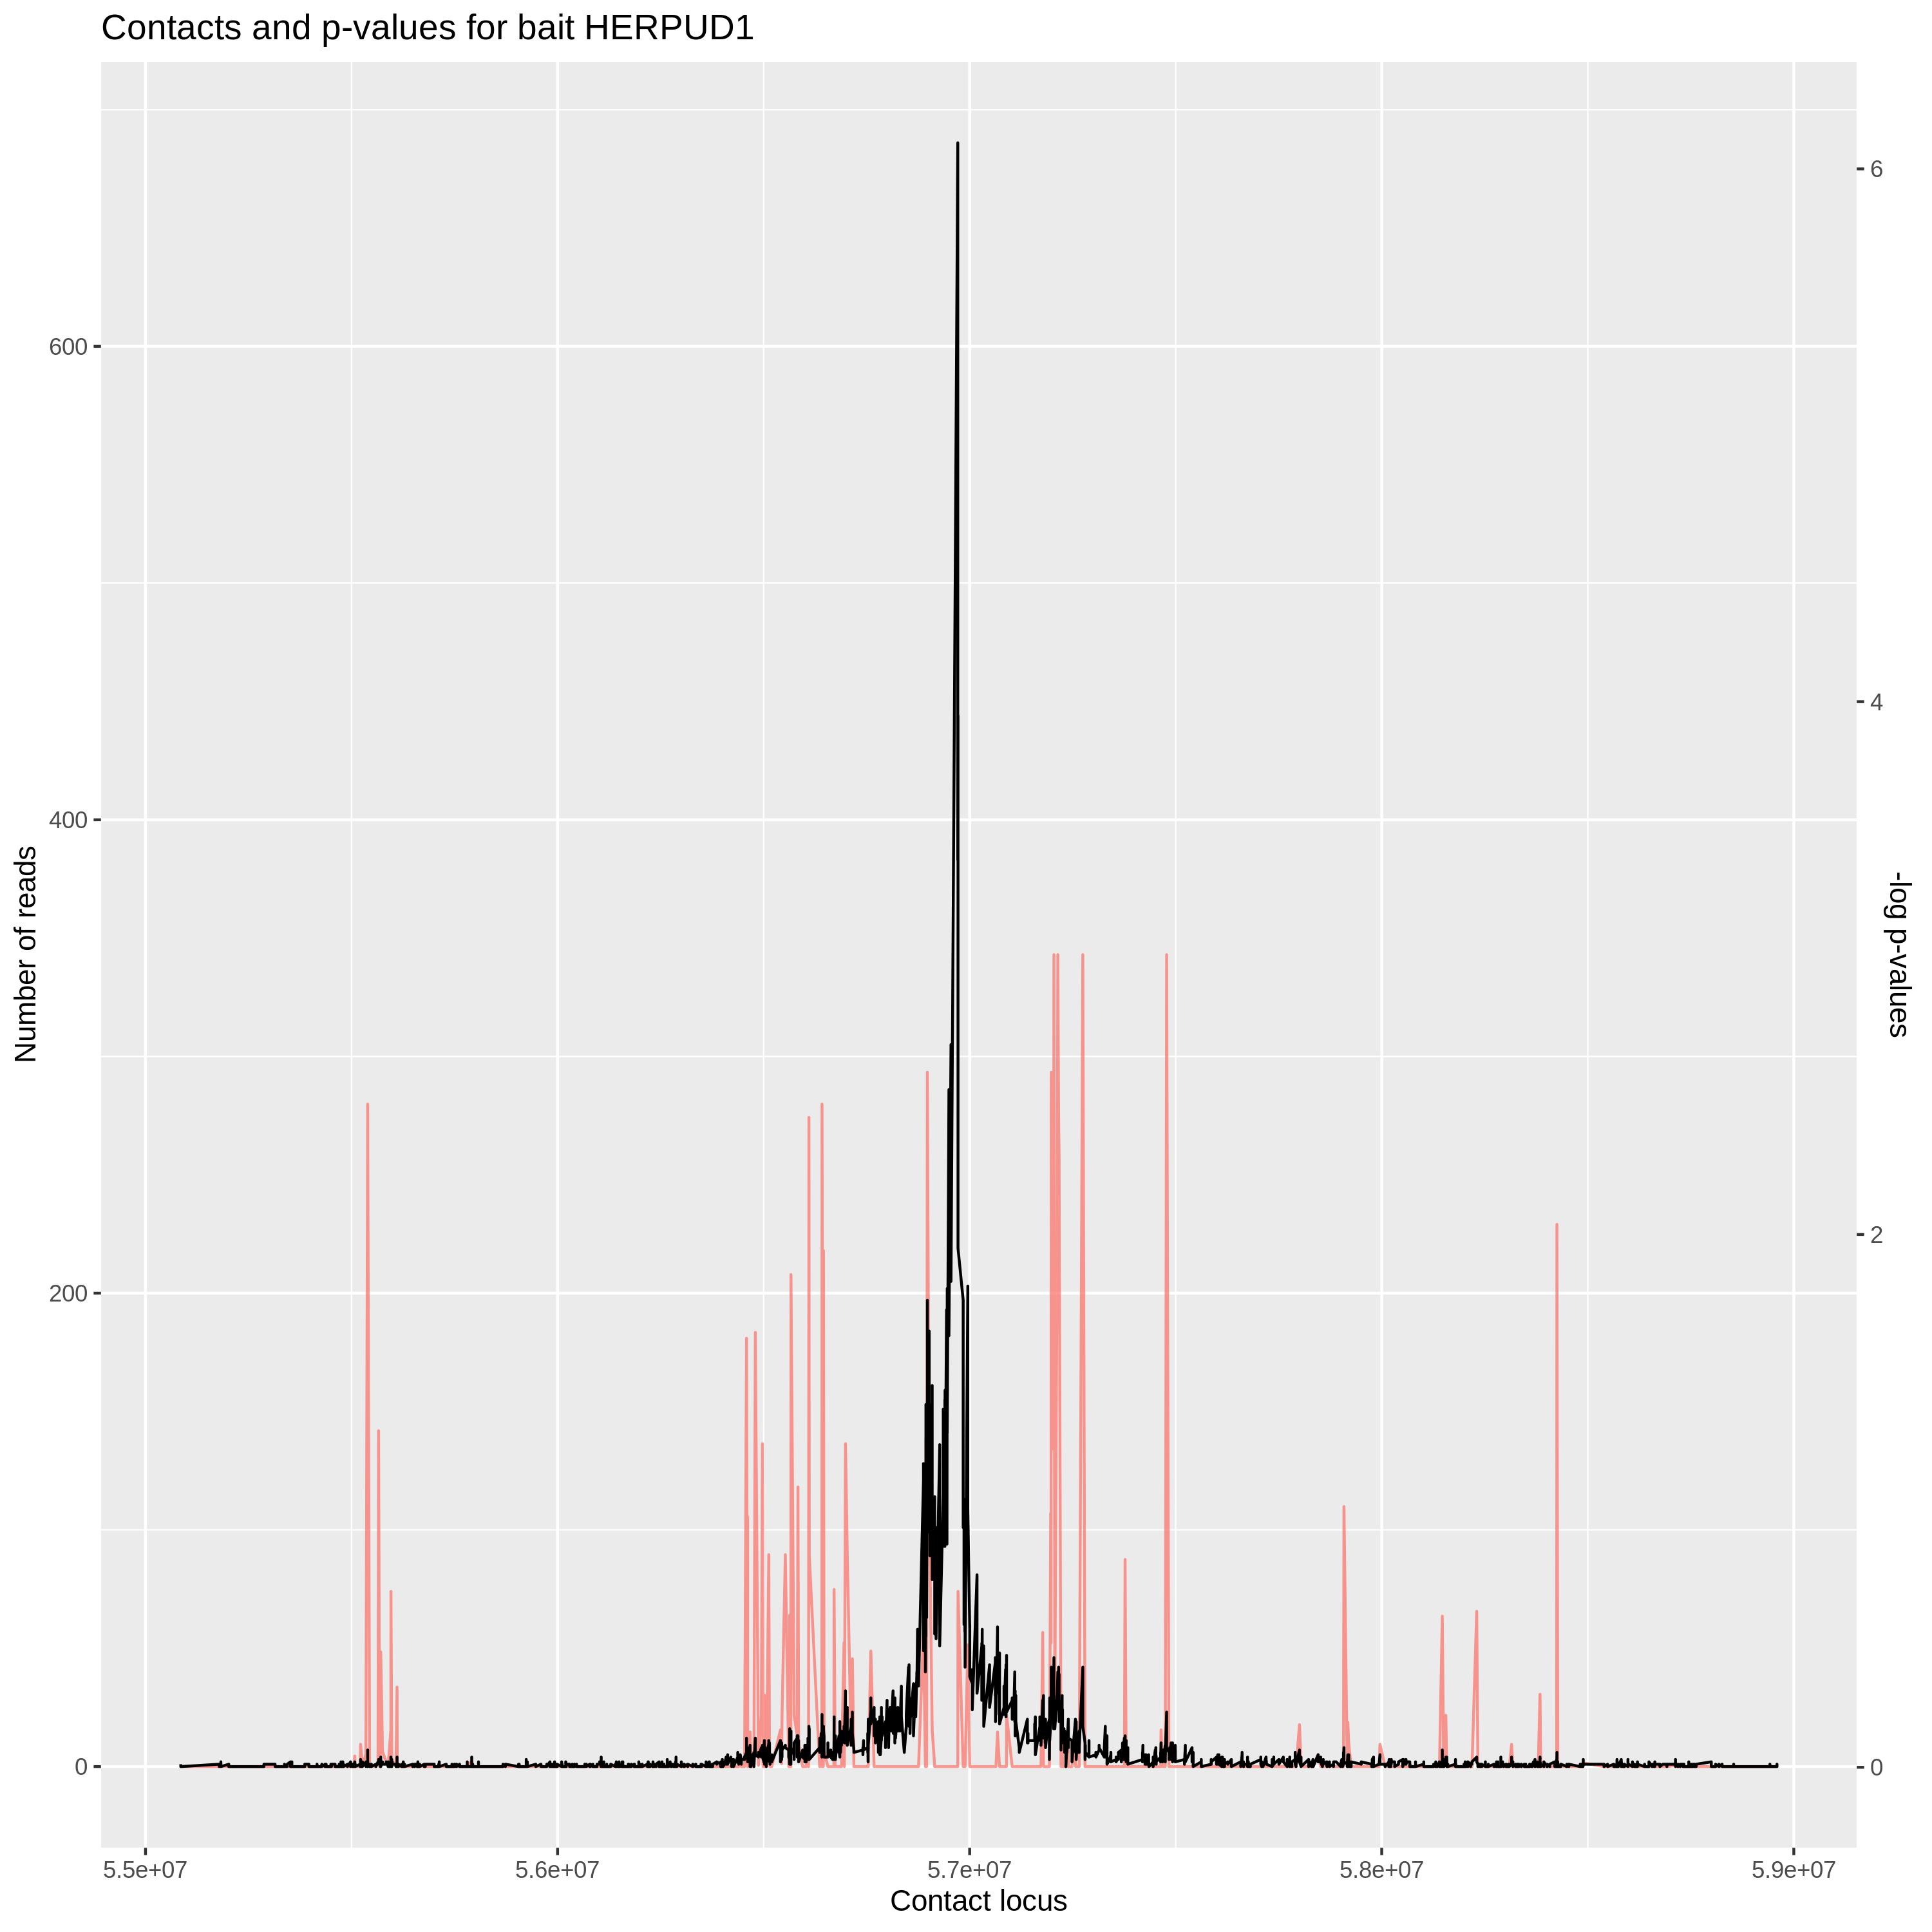 Contacts and p-values for bait HERPUD1
Number of reads
600
400
200
0
6
4
2
0
-log p-values
5.5e+07
5.6e+07
5.7e+07
5.8e+07
5.9e+07
Contact locus